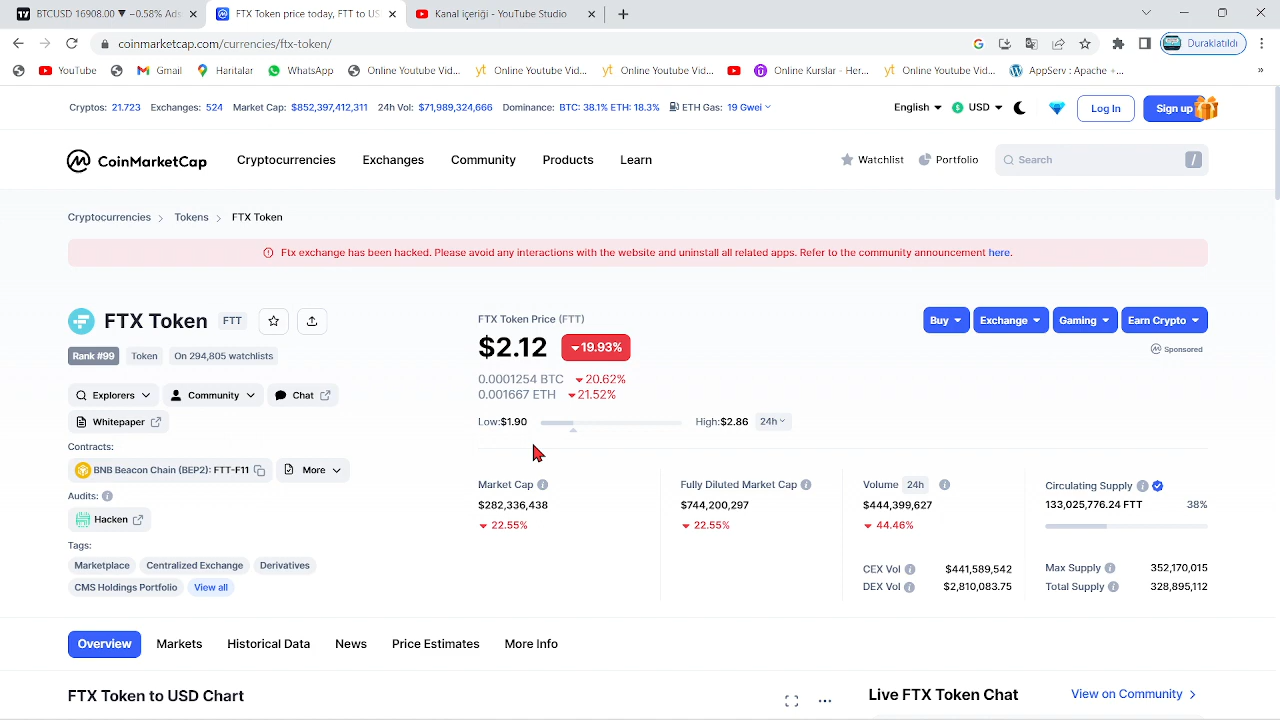 BTCUSD 16908.00 ▼ −0.58% Ads
FTX Token price today, FTT to US
Kanal içeriği - YouTube Studio
coinmarketcap.com/currencies/ftx-token/
Duraklatıldı
YouTube
Gmail
Haritalar
WhatsApp
Online Youtube Vid...
Online Youtube Vid...
Online Youtube Vid...
Online Kurslar - Her...
Online Youtube Vid...
AppServ : Apache +...
»
Cryptos: 21.723 Exchanges: 524 Market Cap: $852,397,412,311 24h Vol: $71,989,324,666 Dominance: BTC: 38.1% ETH: 18.3% ETH Gas: 19 Gwei
English USD Log In Sign up
CoinMarketCap Cryptocurrencies Exchanges Community Products Learn
Watchlist Portfolio Search /
Cryptocurrencies > Tokens > FTX Token
Ftx exchange has been hacked. Please avoid any interactions with the website and uninstall all related apps. Refer to the community announcement here.
FTX Token FTT
Rank #99 Token On 294,805 watchlists
Explorers Community Chat
Whitepaper
Contracts:
BNB Beacon Chain (BEP2): FTT-F11 More
Audits:
Hacken
Tags:
Marketplace Centralized Exchange Derivatives
CMS Holdings Portfolio View all
FTX Token Price (FTT)
$2.12 19.93%
0.0001254 BTC 20.62%
0.001667 ETH 21.52%
Low:$1.90 High:$2.86 24h
Buy Exchange Gaming Earn Crypto
Sponsored
Market Cap
$282,336,438
22.55%
Fully Diluted Market Cap
$744,200,297
22.55%
Volume 24h
$444,399,627
44.46%
CEX Vol $441,589,542
DEX Vol $2,810,083.75
Circulating Supply
133,025,776.24 FTT 38%
Max Supply 352,170,015
Total Supply 328,895,112
Overview Markets Historical Data News Price Estimates More Info
FTX Token to USD Chart
Live FTX Token Chat View on Community >